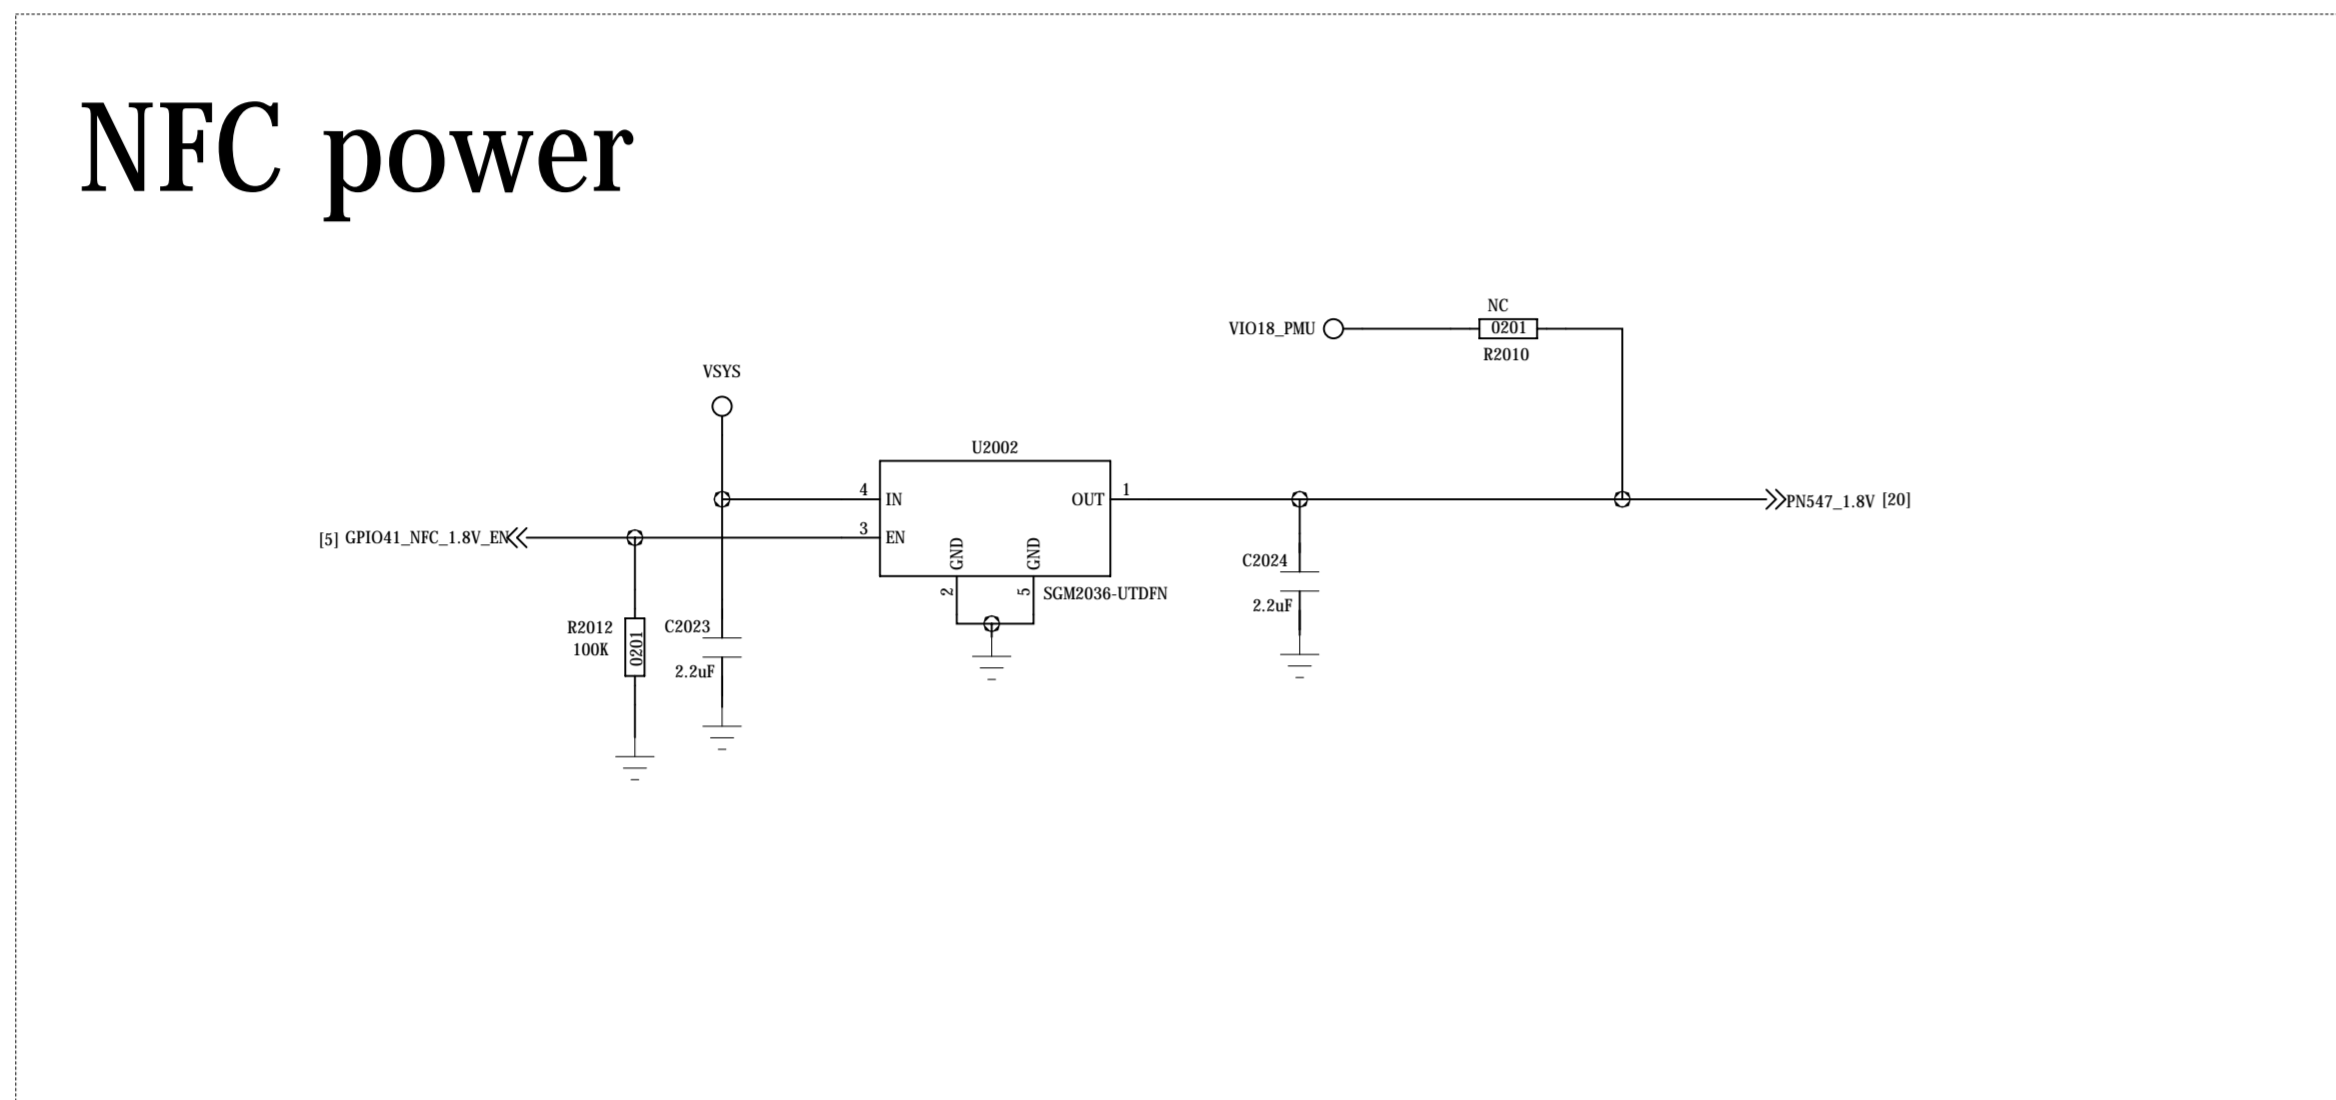 NFC power
NC
VIO18_PMU
0201
R2010
VSYS
U2002
4
IN
OUT
1
PN547_1.8V [20]
[5] GPIO41_NFC_1.8V_EN
3
EN
GND
GND
2
5
SGM2036-UTDFN
C2024
2.2uF
R2012
100K
0201
C2023
2.2uF